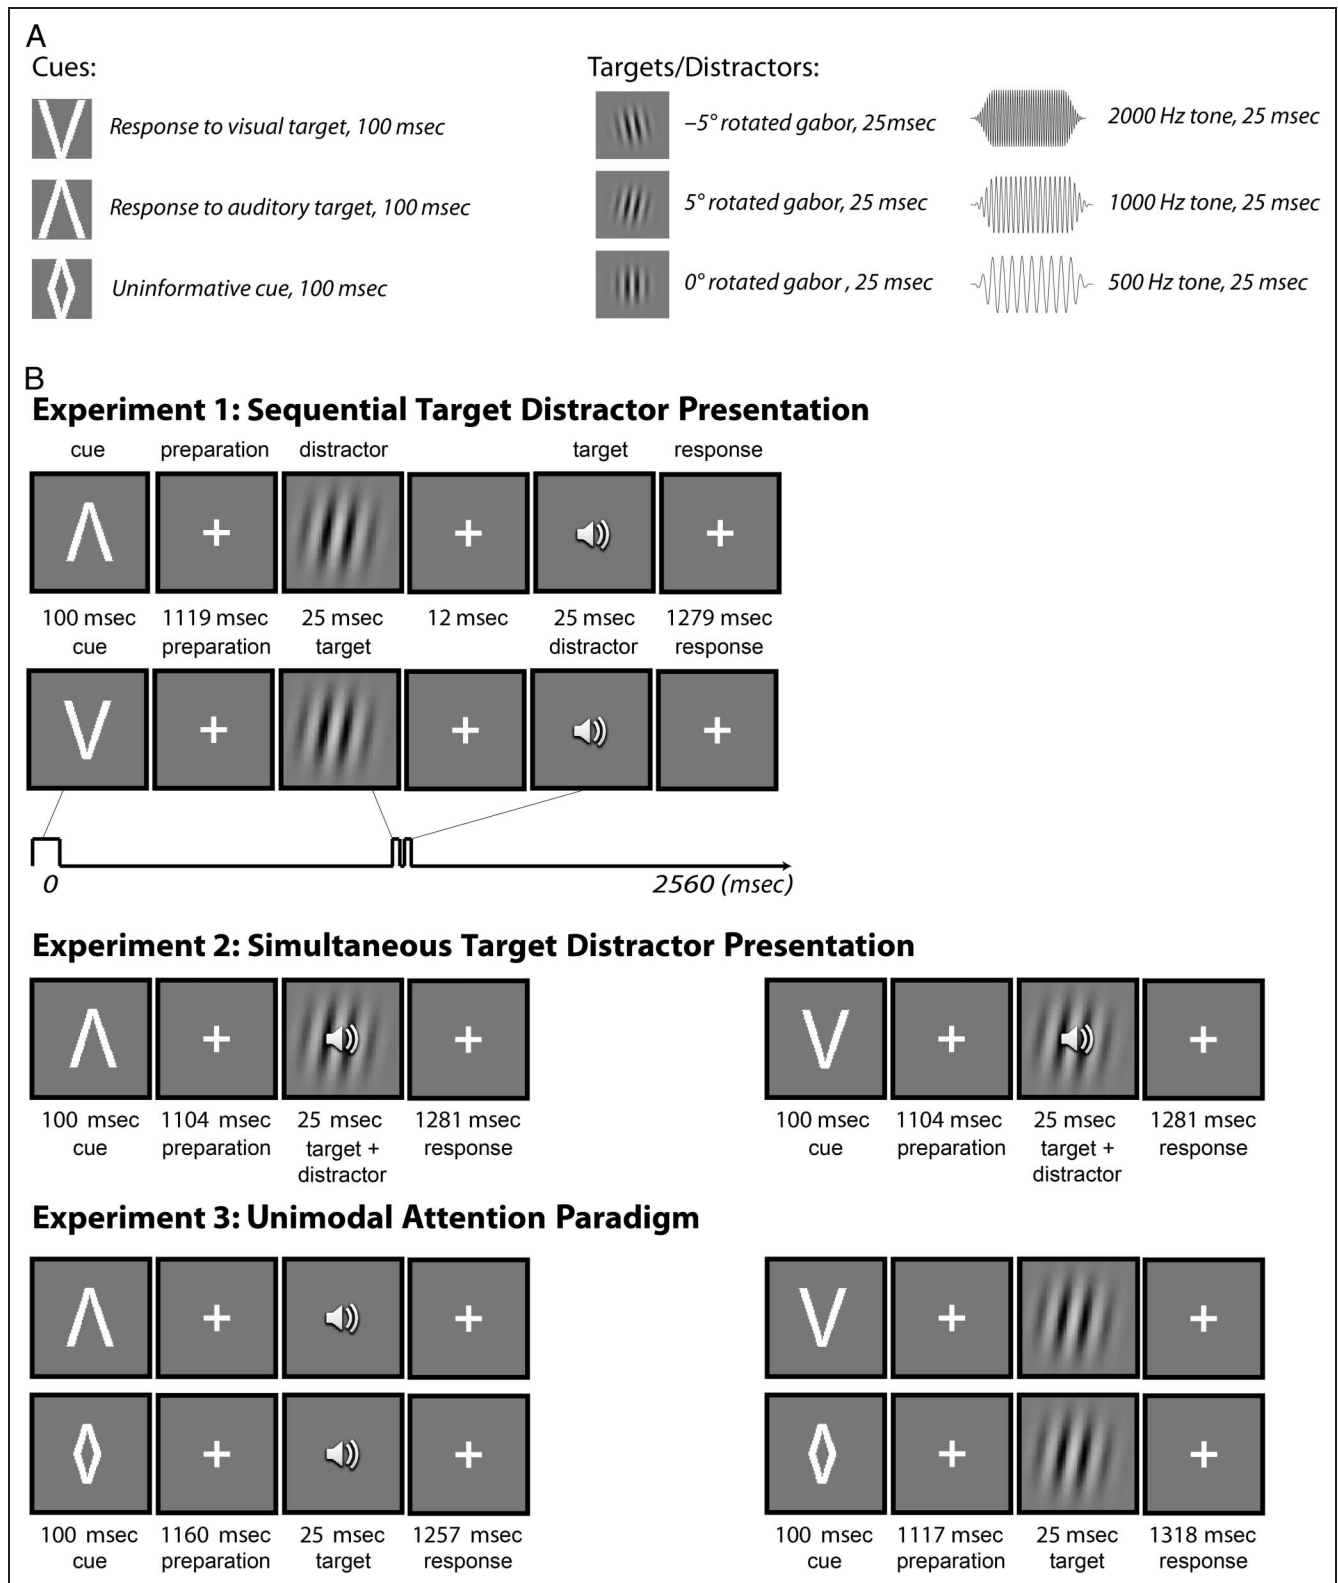 A
Cues:
Response to visual target, 100 msec
Response to auditory target, 100 msec
Uninformative cue, 100 msec
Targets/Distractors:
−5° rotated gabor, 25msec
5° rotated gabor, 25 msec
0° rotated gabor , 25 msec
2000 Hz tone, 25 msec
1000 Hz tone, 25 msec
500 Hz tone, 25 msec
B
Experiment 1: Sequential Target Distractor Presentation
cue preparation distractor target response
100 msec 1119 msec 25 msec 12 msec 25 msec 1279 msec
cue preparation target distractor response
0 2560 (msec)
Experiment 2: Simultaneous Target Distractor Presentation
100 msec 1104 msec 25 msec 1281 msec
cue preparation target + response
distractor
100 msec 1104 msec 25 msec 1281 msec
cue preparation target + response
distractor
Experiment 3: Unimodal Attention Paradigm
100 msec 1160 msec 25 msec 1257 msec
cue preparation target response
100 msec 1117 msec 25 msec 1318 msec
cue preparation target response